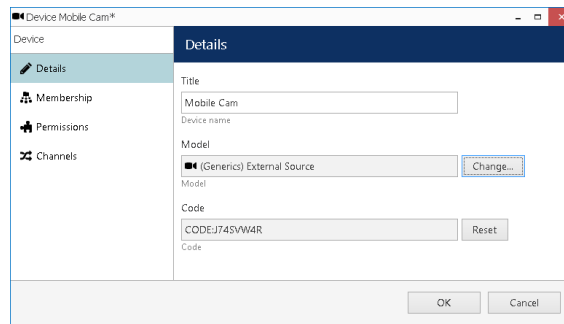 Device Mobile Cam*
Device
Details
Membership
Permissions
Channels
Details
Title
Mobile Cam
Device name
Model
(Generics) External Source
Change...
Model
Code
CODE:J74SVW4R
Reset
Code
OK
Cancel